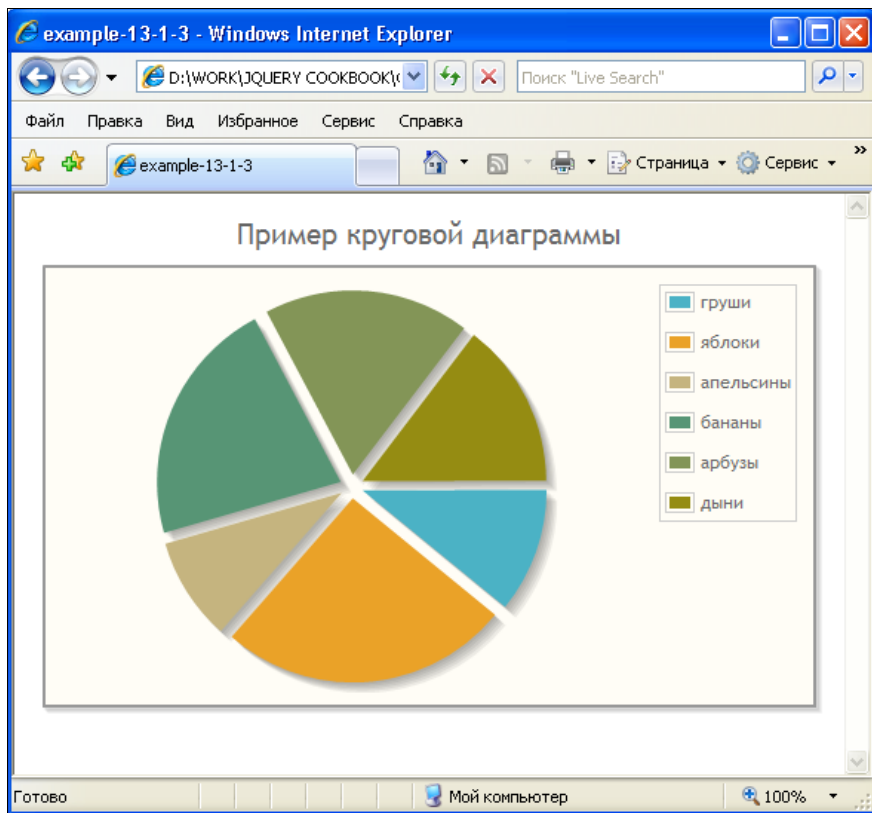 example-13-1-3 - Windows Internet Explorer
D:\WORK\JQUERY COOKBOOK\
Поиск "Live Search"
Файл Правка Вид Избранное Сервис Справка
example-13-1-3
Страница
Сервис
»
Пример круговой диаграммы
груши
яблоки
апельсины
бананы
арбузы
дыни
Готово
Мой компьютер
100%